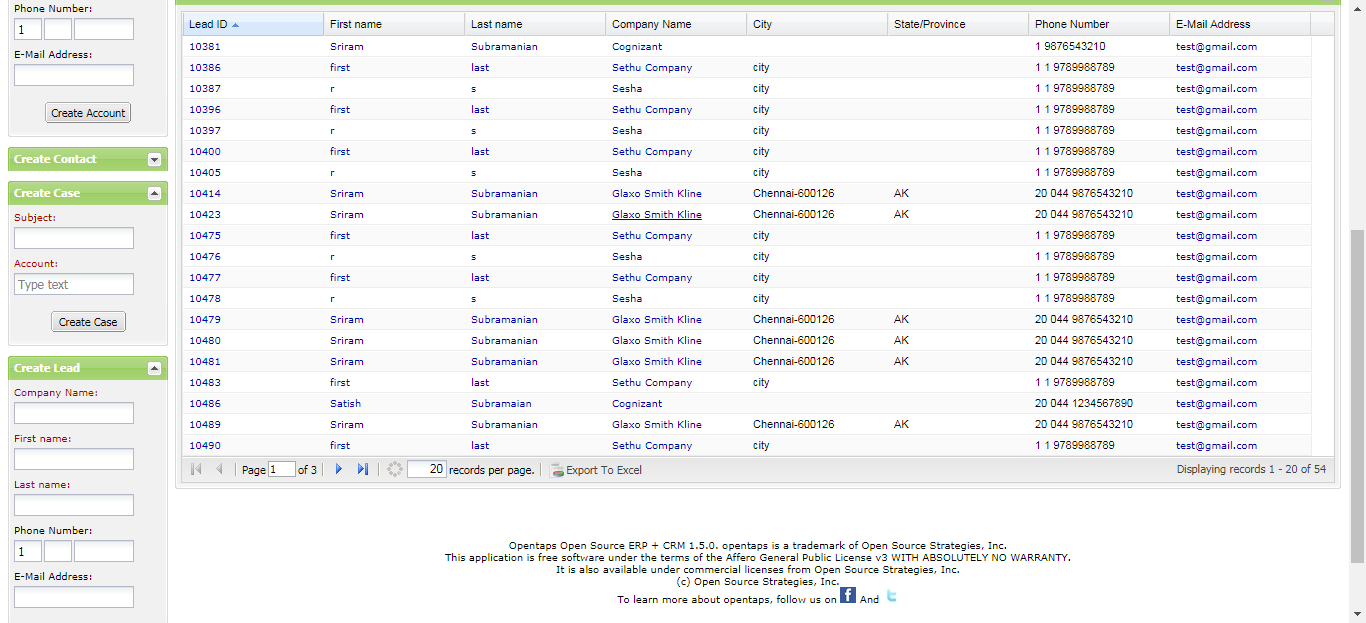 Phone Number:
1
E-Mail Address:
Create Account
Create Contact
Create Case
Subject:
Account:
Type text
Create Case
Create Lead
Company Name:
First name:
Last name:
Phone Number:
1
E-Mail Address:
Lead ID First name Last name Company Name City State/Province Phone Number E-Mail Address
10381 Sriram Subramanian Cognizant 1 9876543210 test@gmail.com
10386 first last Sethu Company city 1 1 9789988789 test@gmail.com
10387 r s Sesha city 1 1 9789988789 test@gmail.com
10396 first last Sethu Company city 1 1 9789988789 test@gmail.com
10397 r s Sesha city 1 1 9789988789 test@gmail.com
10400 first last Sethu Company city 1 1 9789988789 test@gmail.com
10405 r s Sesha city 1 1 9789988789 test@gmail.com
10414 Sriram Subramanian Glaxo Smith Kline Chennai-600126 AK 20 044 9876543210 test@gmail.com
10423 Sriram Subramanian Glaxo Smith Kline Chennai-600126 AK 20 044 9876543210 test@gmail.com
10475 first last Sethu Company city 1 1 9789988789 test@gmail.com
10476 r s Sesha city 1 1 9789988789 test@gmail.com
10477 first last Sethu Company city 1 1 9789988789 test@gmail.com
10478 r s Sesha city 1 1 9789988789 test@gmail.com
10479 Sriram Subramanian Glaxo Smith Kline Chennai-600126 AK 20 044 9876543210 test@gmail.com
10480 Sriram Subramanian Glaxo Smith Kline Chennai-600126 AK 20 044 9876543210 test@gmail.com
10481 Sriram Subramanian Glaxo Smith Kline Chennai-600126 AK 20 044 9876543210 test@gmail.com
10483 first last Sethu Company city 1 1 9789988789 test@gmail.com
10486 Satish Subramaian Cognizant 20 044 1234567890 test@gmail.com
10489 Sriram Subramanian Glaxo Smith Kline Chennai-600126 AK 20 044 9876543210 test@gmail.com
10490 first last Sethu Company city 1 1 9789988789 test@gmail.com
Page 1 of 3 20 records per page. Export To Excel Displaying records 1 - 20 of 54
Opentaps Open Source ERP + CRM 1.5.0. opentaps is a trademark of Open Source Strategies, Inc.
This application is free software under the terms of the Affero General Public License v3 WITH ABSOLUTELY NO WARRANTY.
It is also available under commercial licenses from Open Source Strategies, Inc.
(c) Open Source Strategies, Inc.
To learn more about opentaps, follow us on f And t